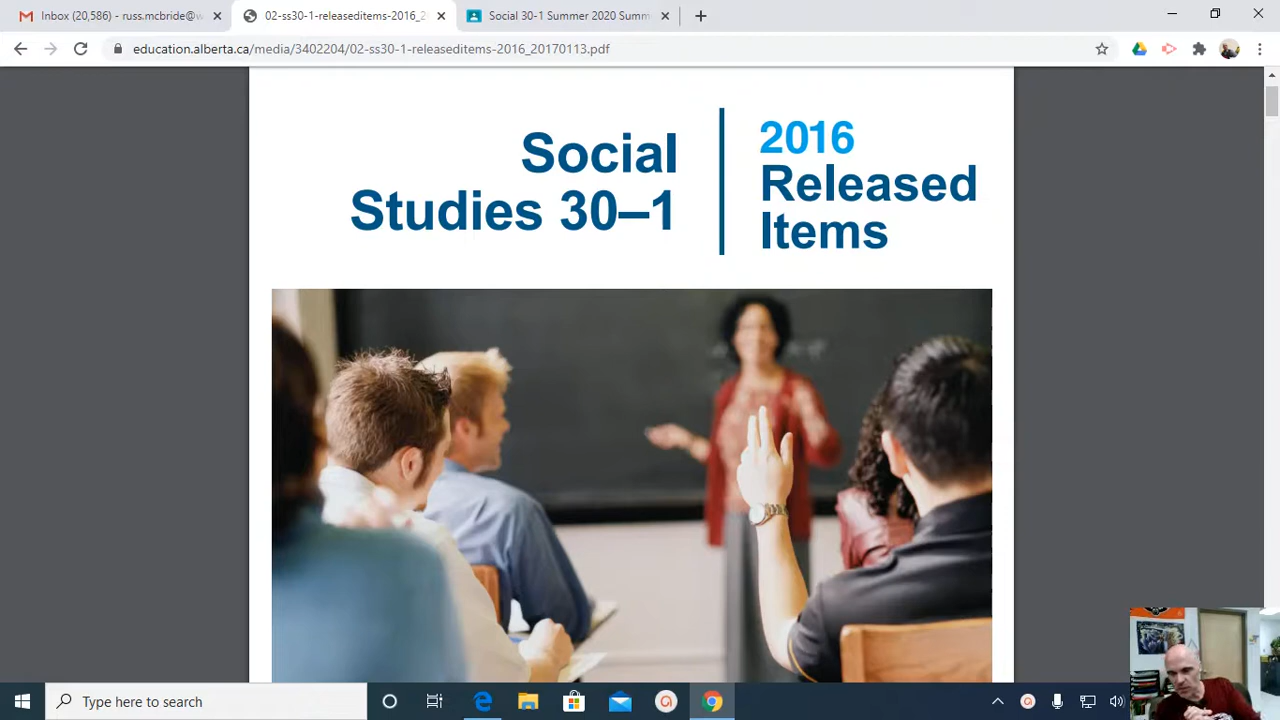 Inbox (20,586) - russ.mcbride@w
02-ss30-1-releaseditems-2016_2
Social 30-1 Summer 2020 Summ
education.alberta.ca/media/3402204/02-ss30-1-releaseditems-2016_20170113.pdf
Social
Studies 30–1
2016
Released
Items
Type here to search